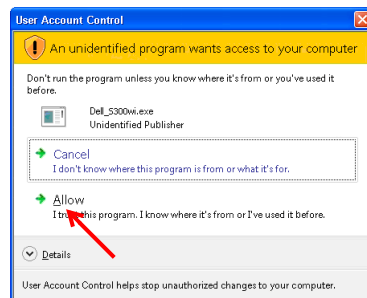 User Account Control
An unidentified program wants access to your computer
Don't run the program unless you know where it's from or you've used it
before.
Dell_5300wi.exe
Unidentified Publisher
Cancel
I don't know where this program is from or what it's for.
Allow
I trust this program. I know where it's from or I've used it before.
Details
User Account Control helps stop unauthorized changes to your computer.